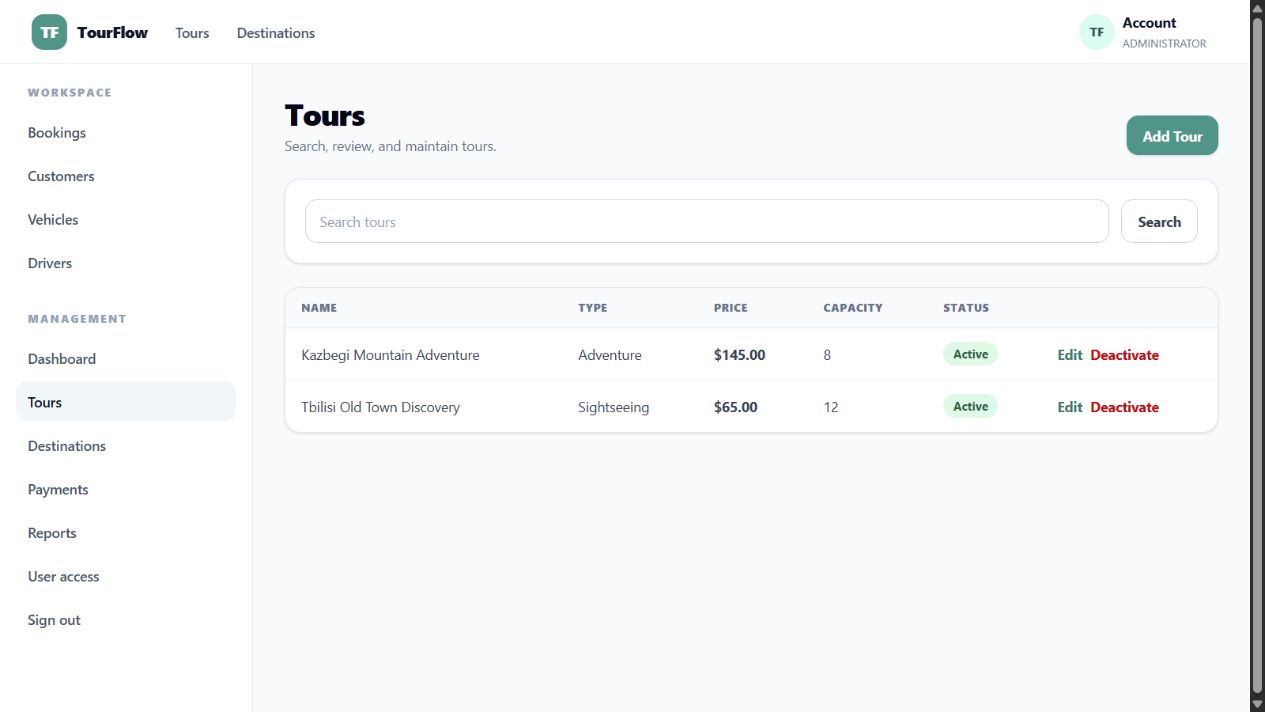 TF TourFlow Tours Destinations
TF Account
ADMINISTRATOR
WORKSPACE
Bookings
Customers
Vehicles
Drivers
MANAGEMENT
Dashboard
Tours
Destinations
Payments
Reports
User access
Sign out
Tours
Search, review, and maintain tours.
Add Tour
Search tours Search
NAME TYPE PRICE CAPACITY STATUS
Kazbegi Mountain Adventure Adventure $145.00 8 Active Edit Deactivate
Tbilisi Old Town Discovery Sightseeing $65.00 12 Active Edit Deactivate